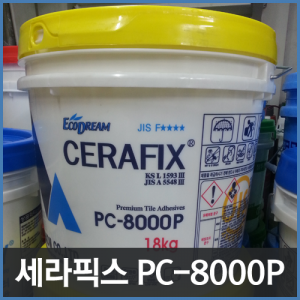 ECODREAM
JIS F★★★★
CERAFIX®
KS L 1593 III
JIS A 5548 III
Premium Tile Adhesives
PC-8000P
18kg
세라픽스 PC-8000P